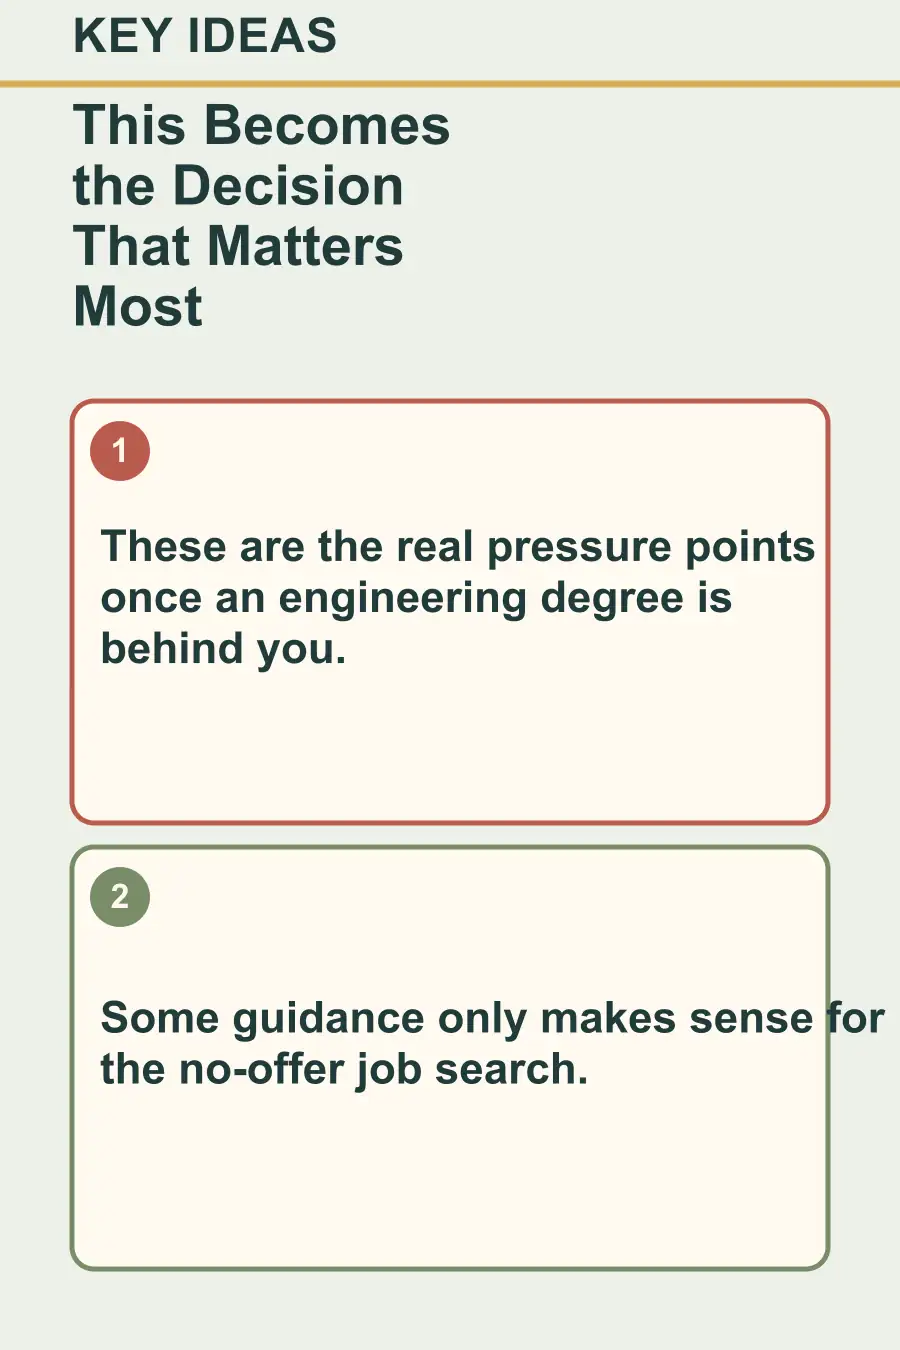 KEY IDEAS
This Becomes
the Decision
That Matters
Most
1
These are the real pressure points
once an engineering degree is
behind you.
2
Some guidance only makes sense for
the no-offer job search.